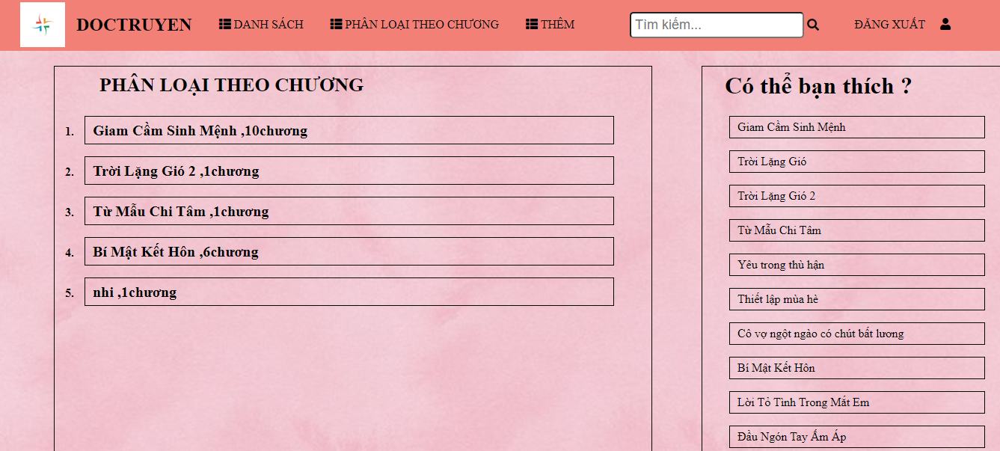 DOCTRUYEN
DANH SÁCH
PHÂN LOẠI THEO CHƯƠNG
THÊM
Tìm kiếm...
ĐĂNG XUẤT
PHÂN LOẠI THEO CHƯƠNG
1. Giam Cầm Sinh Mệnh ,10chương
2. Trời Lặng Gió 2 ,1chương
3. Từ Mẫu Chi Tâm ,1chương
4. Bí Mật Kết Hôn ,6chương
5. nhi ,1chương
Có thể bạn thích ?
Giam Cầm Sinh Mệnh
Trời Lặng Gió
Trời Lặng Gió 2
Từ Mẫu Chi Tâm
Yêu trong thù hận
Thiết lập mùa hè
Cô vợ ngột ngào có chút bất lương
Bí Mật Kết Hôn
Lời Tỏ Tình Trong Mắt Em
Đầu Ngón Tay Ấm Áp